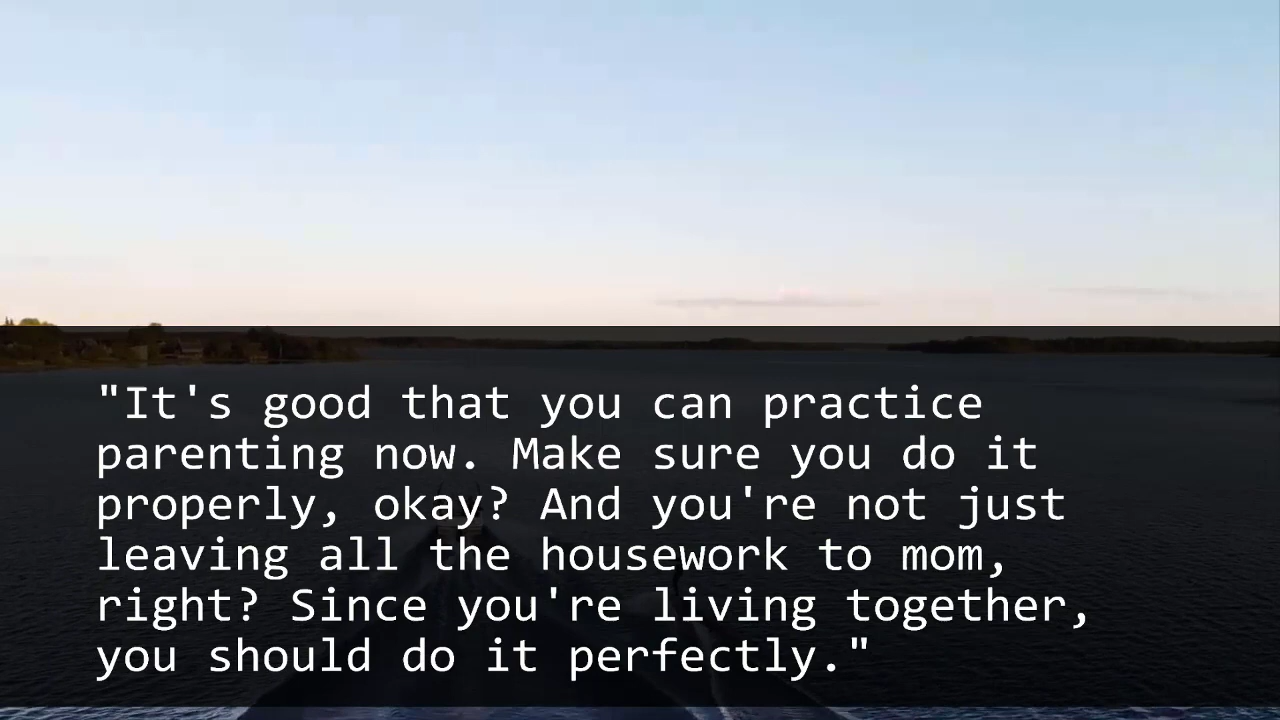 "It's good that you can practice
parenting now. Make sure you do it
properly, okay? And you're not just
leaving all the housework to mom,
right? Since you're living together,
you should do it perfectly."